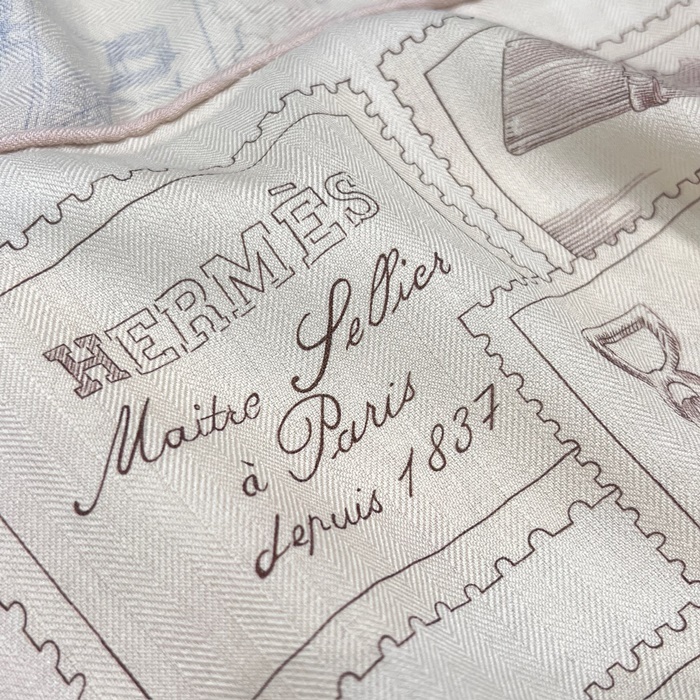 HERMÈS
Maitre Sellier
à Paris
depuis 1837